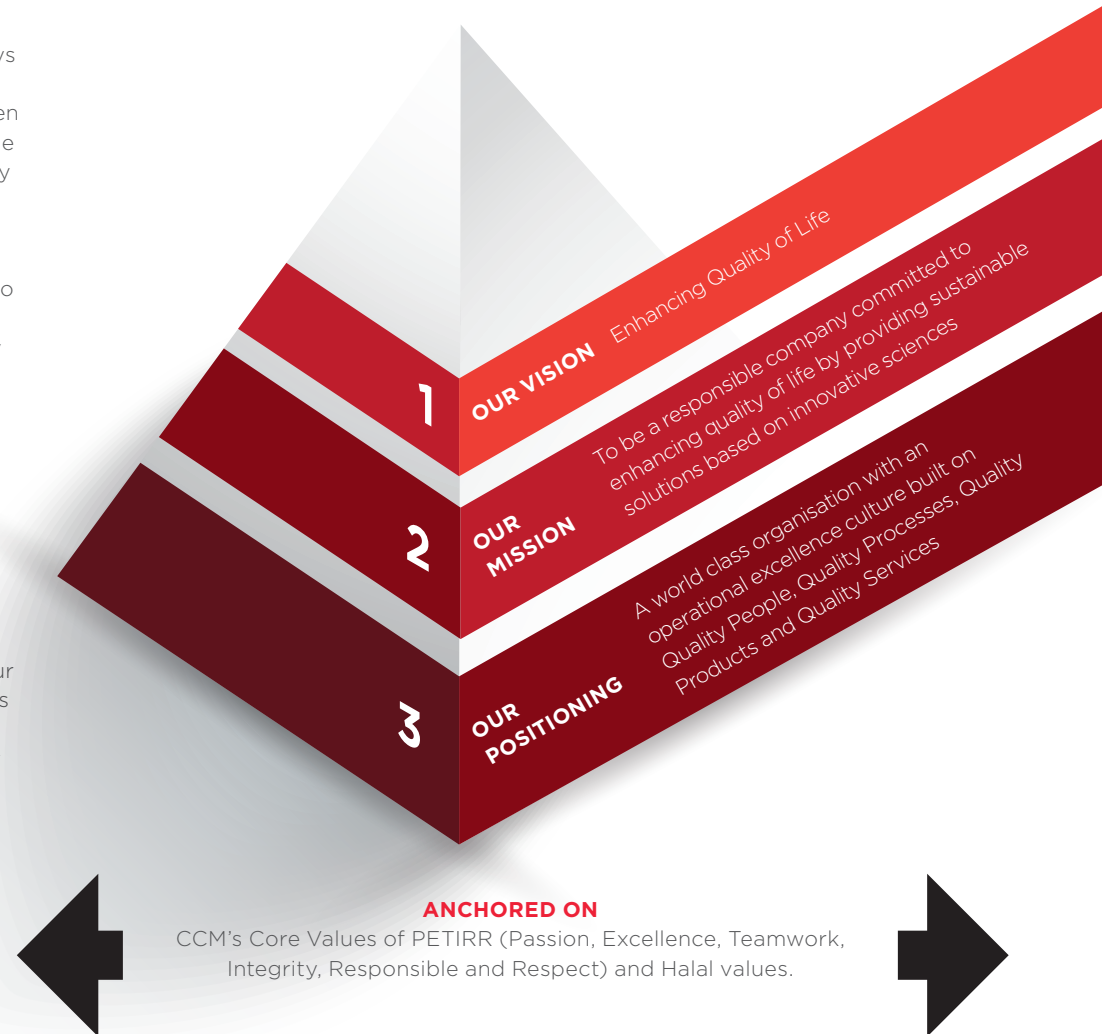 1
OUR VISION Enhancing Quality of Life
2
OUR
MISSION
To be a responsible company committed to
enhancing quality of life by providing sustainable
solutions based on innovative sciences
3
OUR
POSITIONING
A world class organisation with an
operational excellence culture built on
Quality People, Quality Processes, Quality
Products and Quality Services
ANCHORED ON
CCM's Core Values of PETIRR (Passion, Excellence, Teamwork,
Integrity, Responsible and Respect) and Halal values.